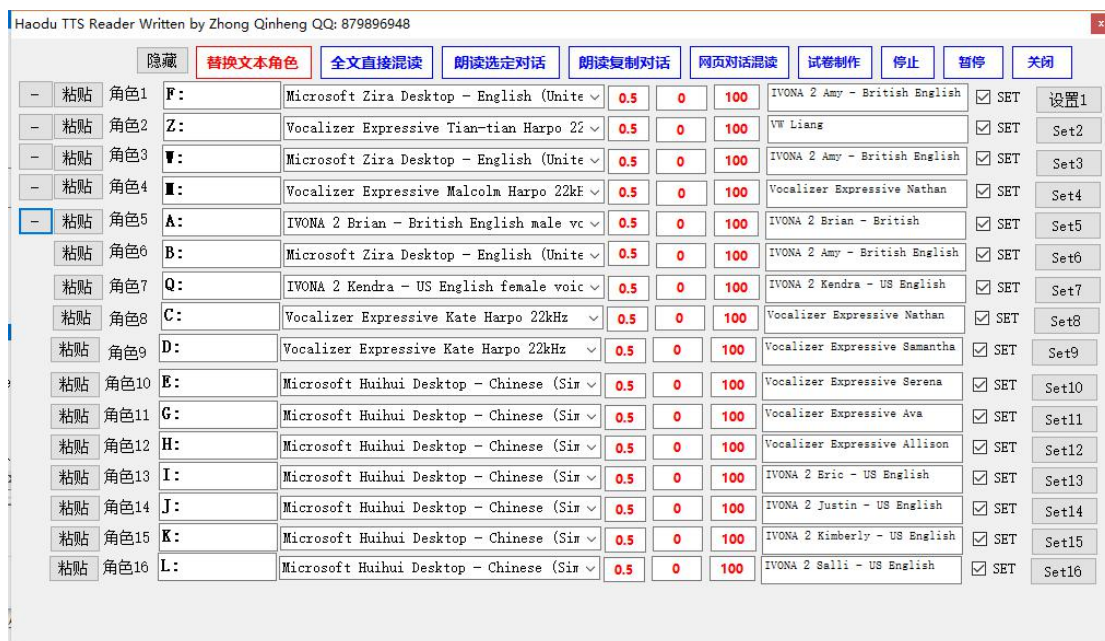 Haodu TTS Reader Written by Zhong Qinheng QQ: 879896948 x
隐藏 替换文本角色 全文直接混读 朗读选定对话 朗读复制对话 网页对话混读 试卷制作 停止 暂停 关闭
- 粘贴 角色1 F: Microsoft Zira Desktop - English (Unite 0.5 0 100 IVONA 2 Amy - British English SET 设置1
- 粘贴 角色2 Z: Vocalizer Expressive Tian-tian Harpo 22 0.5 0 100 VW Liang SET Set2
- 粘贴 角色3 W: Microsoft Zira Desktop - English (Unite 0.5 0 100 IVONA 2 Amy - British English SET Set3
- 粘贴 角色4 M: Vocalizer Expressive Malcolm Harpo 22kH 0.5 0 100 Vocalizer Expressive Nathan SET Set4
- 粘贴 角色5 A: IVONA 2 Brian - British English male vc 0.5 0 100 IVONA 2 Brian - British SET Set5
粘贴 角色6 B: Microsoft Zira Desktop - English (Unite 0.5 0 100 IVONA 2 Amy - British English SET Set6
粘贴 角色7 Q: IVONA 2 Kendra - US English female voic 0.5 0 100 IVONA 2 Kendra - US English SET Set7
粘贴 角色8 C: Vocalizer Expressive Kate Harpo 22kHz 0.5 0 100 Vocalizer Expressive Nathan SET Set8
粘贴 角色9 D: Vocalizer Expressive Kate Harpo 22kHz 0.5 0 100 Vocalizer Expressive Samantha SET Set9
粘贴 角色10 E: Microsoft Huihui Desktop - Chinese (Sim 0.5 0 100 Vocalizer Expressive Serena SET Set10
粘贴 角色11 G: Microsoft Huihui Desktop - Chinese (Sim 0.5 0 100 Vocalizer Expressive Ava SET Set11
粘贴 角色12 H: Microsoft Huihui Desktop - Chinese (Sim 0.5 0 100 Vocalizer Expressive Allison SET Set12
粘贴 角色13 I: Microsoft Huihui Desktop - Chinese (Sim 0.5 0 100 IVONA 2 Eric - US English SET Set13
粘贴 角色14 J: Microsoft Huihui Desktop - Chinese (Sim 0.5 0 100 IVONA 2 Justin - US English SET Set14
粘贴 角色15 K: Microsoft Huihui Desktop - Chinese (Sim 0.5 0 100 IVONA 2 Kimberly - US English SET Set15
粘贴 角色16 L: Microsoft Huihui Desktop - Chinese (Sim 0.5 0 100 IVONA 2 Salli - US English SET Set16